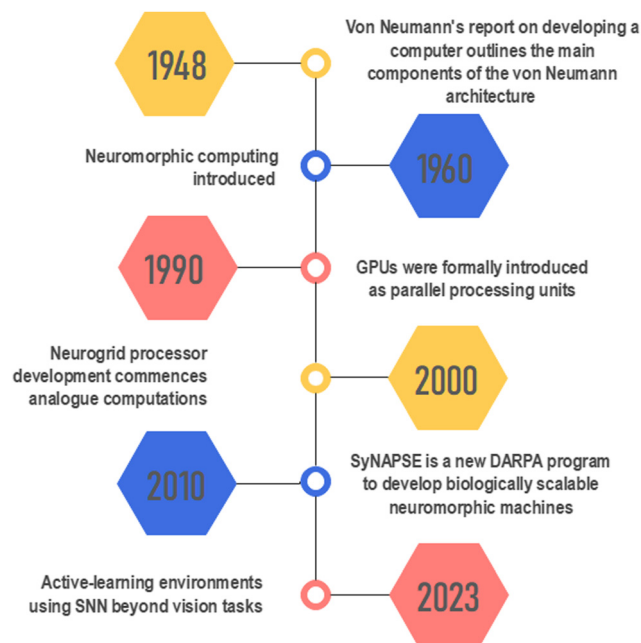 1948
Von Neumann's report on developing a
computer outlines the main
components of the von Neumann
architecture
Neuromorphic computing
introduced
1960
1990
GPUs were formally introduced
as parallel processing units
Neurogrid processor
development commences
analogue computations
2000
2010
SyNAPSE is a new DARPA program
to develop biologically scalable
neuromorphic machines
Active-learning environments
using SNN beyond vision tasks
2023